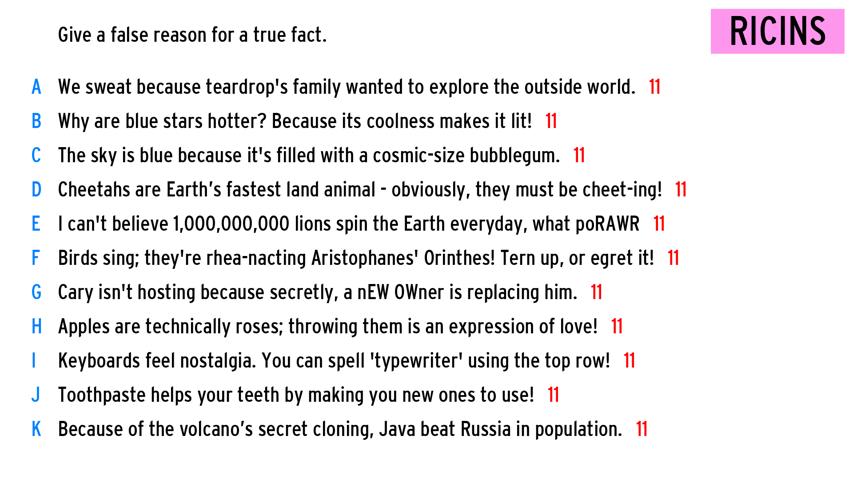 Give a false reason for a true fact.
RICINS
A We sweat because teardrop's family wanted to explore the outside world. 11
B Why are blue stars hotter? Because its coolness makes it lit! 11
C The sky is blue because it's filled with a cosmic-size bubblegum. 11
D Cheetahs are Earth’s fastest land animal - obviously, they must be cheet-ing! 11
E I can't believe 1,000,000,000 lions spin the Earth everyday, what poRAWR 11
F Birds sing; they're rhea-nacting Aristophanes' Orinthes! Tern up, or egret it! 11
G Cary isn't hosting because secretly, a nEW OWner is replacing him. 11
H Apples are technically roses; throwing them is an expression of love! 11
I Keyboards feel nostalgia. You can spell 'typewriter' using the top row! 11
J Toothpaste helps your teeth by making you new ones to use! 11
K Because of the volcano’s secret cloning, Java beat Russia in population. 11